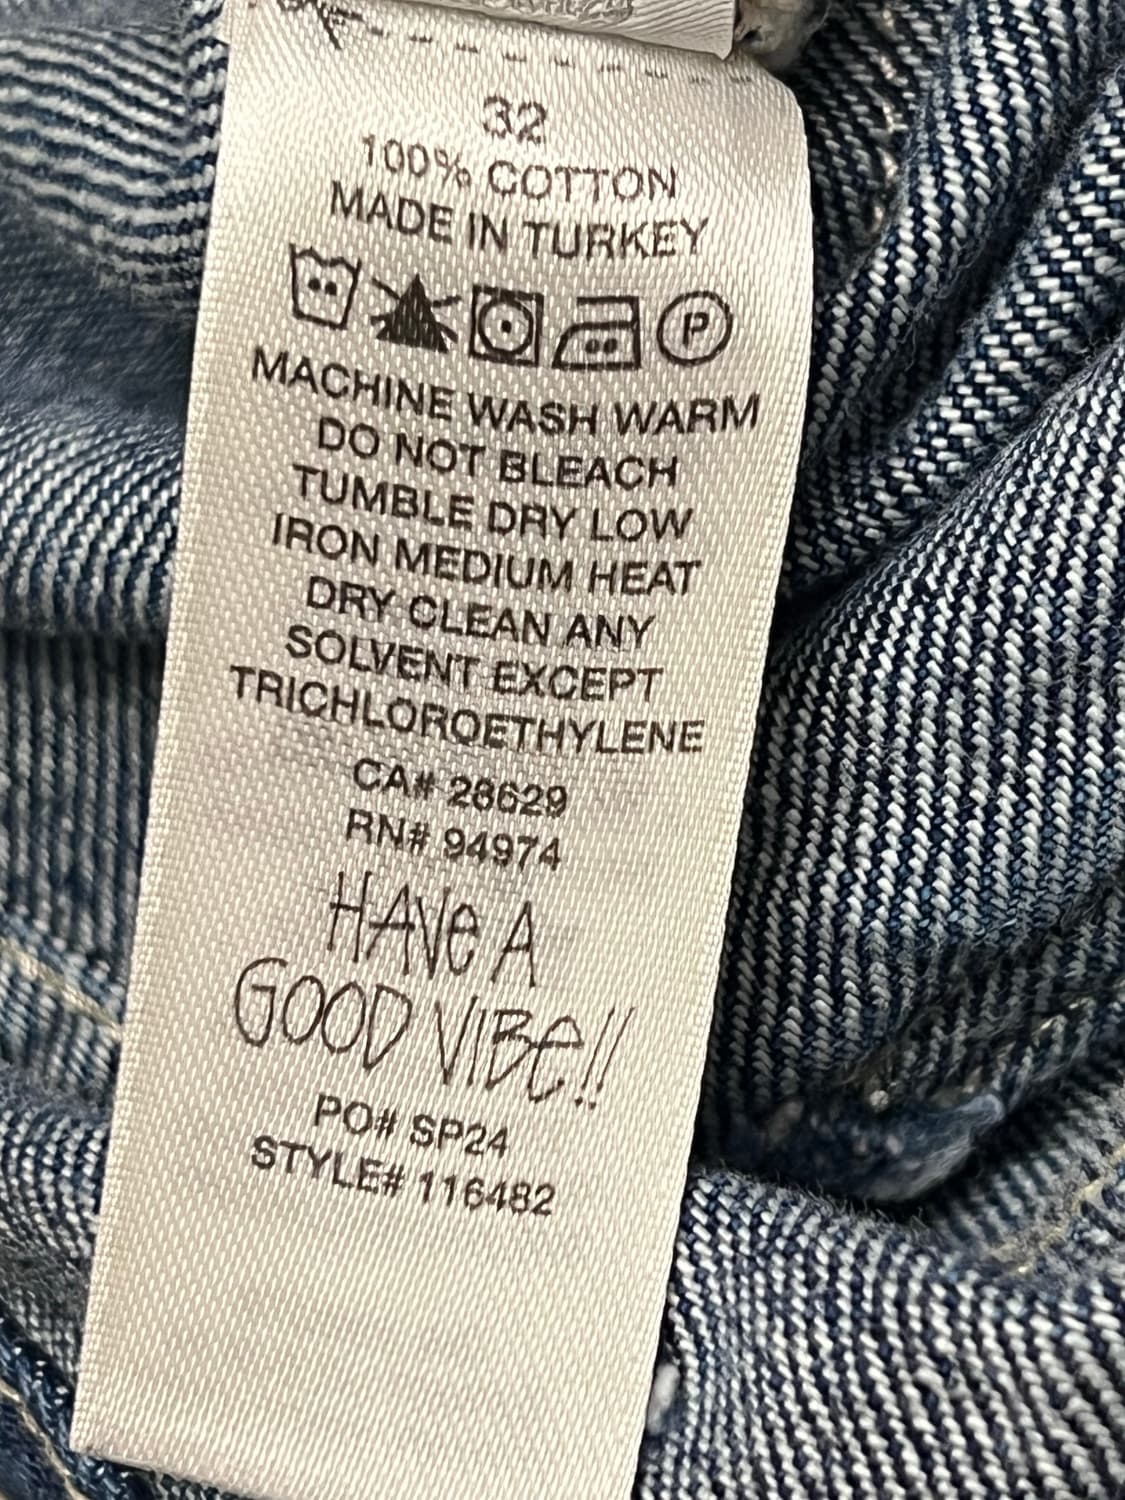 32
100% COTTON
MADE IN TURKEY
P
MACHINE WASH WARM
DO NOT BLEACH
TUMBLE DRY LOW
IRON MEDIUM HEAT
DRY CLEAN ANY
SOLVENT EXCEPT
TRICHLOROETHYLENE
CA# 28629
RN# 94974
HAVe A
GOOD VIBe!!
PO# SP24
STYLE# 116482